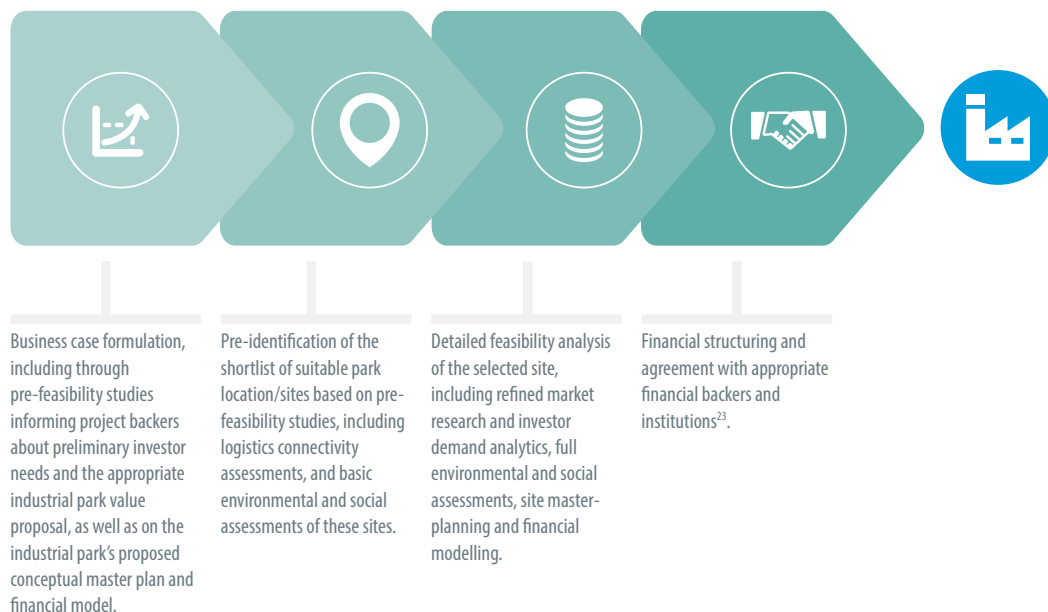 Business case formulation,
including through
pre-feasibility studies
informing project backers
about preliminary investor
needs and the appropriate
industrial park value
proposal, as well as on the
industrial park's proposed
conceptual master plan and
financial model.
Pre-identification of the
shortlist of suitable park
location/sites based on pre-
feasibility studies, including
logistics connectivity
assessments, and basic
environmental and social
assessments of these sites.
Detailed feasibility analysis
of the selected site,
including refined market
research and investor
demand analytics, full
environmental and social
assessments, site master-
planning and financial
modelling.
Financial structuring and
agreement with appropriate
financial backers and
institutions²³.